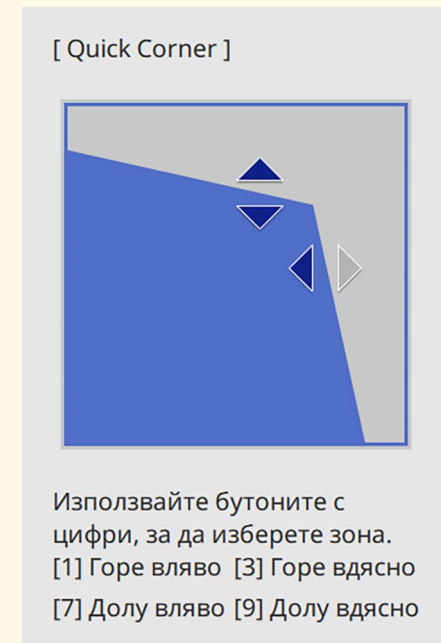 [ Quick Corner ]
Използвайте бутоните с
цифри, за да изберете зона.
[1] Горе вляво [3] Горе вдясно
[7] Долу вляво [9] Долу вдясно